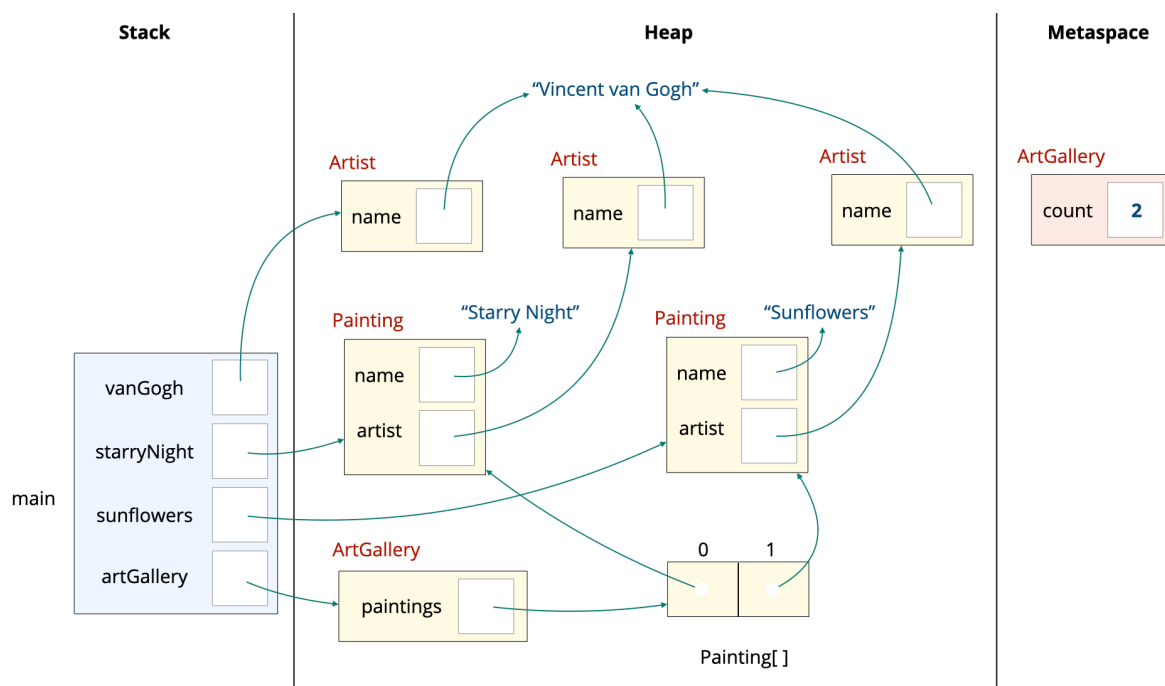 Stack
Heap
Metaspace
“Vincent van Gogh”
Artist
Artist
Artist
ArtGallery
name
name
name
count 2
“Starry Night”
“Sunflowers”
Painting
Painting
name
name
artist
artist
vanGogh
starryNight
main
sunflowers
artGallery
ArtGallery
0 1
paintings
Painting[ ]